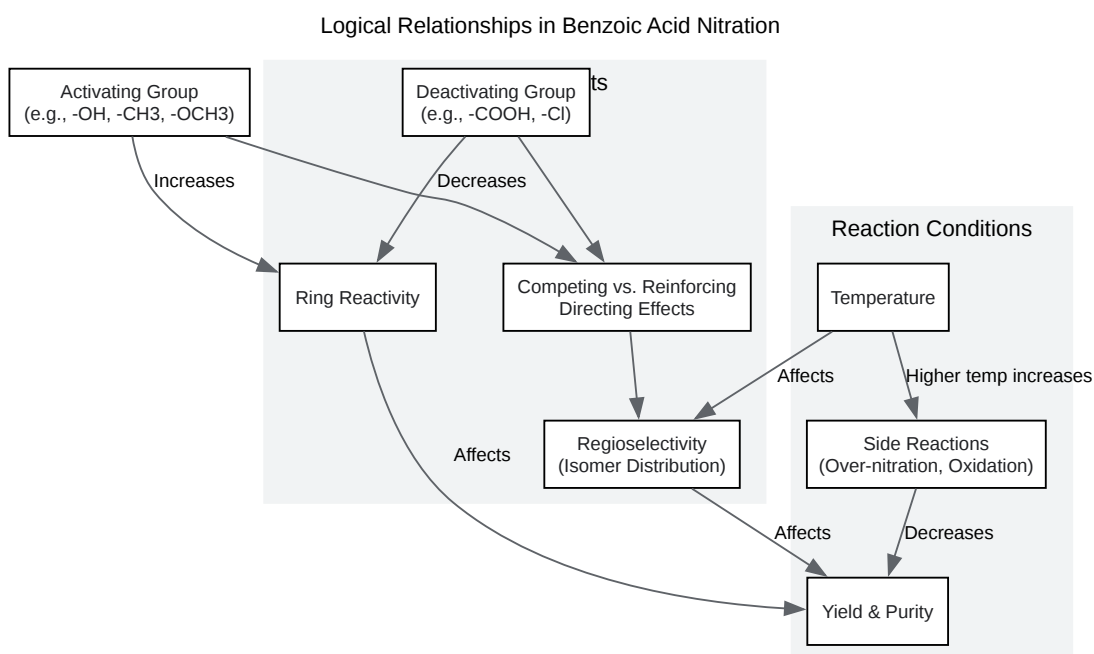 Logical Relationships in Benzoic Acid Nitration
Activating Group
(e.g., -OH, -CH3, -OCH3)
Deactivating Group
(e.g., -COOH, -Cl)
Increases
Decreases
Reaction Conditions
Ring Reactivity
Competing vs. Reinforcing
Directing Effects
Temperature
Affects
Higher temp increases
Regioselectivity
(Isomer Distribution)
Side Reactions
(Over-nitration, Oxidation)
Affects
Affects
Decreases
Yield & Purity